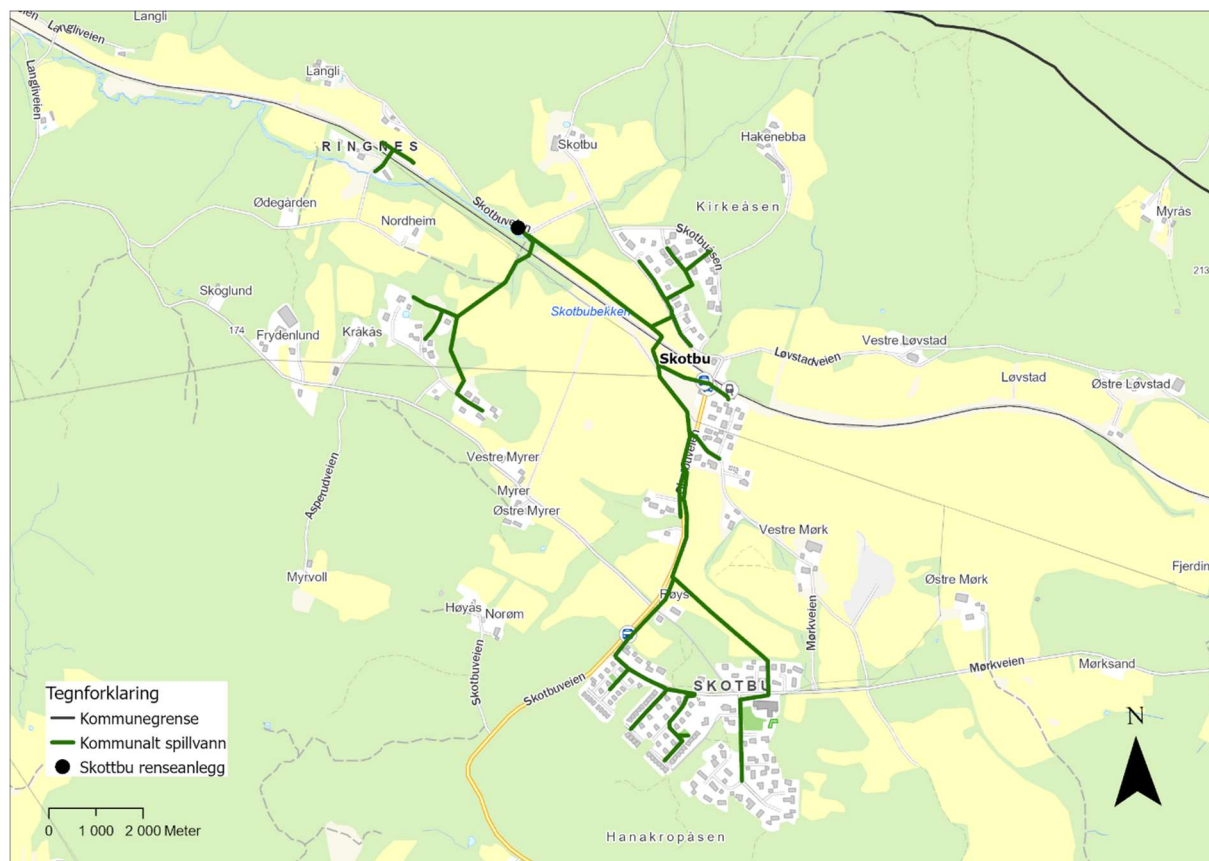 Langliveien
Langli
Langliveien
Langli
RINGNES
Skotbu
Hakenebba
Kirkeåsen
Myrås
Ødegården
Nordheim
Skotbuveien
Skotbuåsen
213
Skoglund
174
Frydenlund
Kråkås
Skotbubekken
Skotbu
Løvstadveien
Vestre Løvstad
Løvstad
Østre Løvstad
Asperudveien
Vestre Myrer
Myrer
Østre Myrer
Vestre Mørk
Myrvoll
Fjerdin
Østre Mørk
Høyås
Norøm
Røys
Mørkveien
Skotbuveien
Skotbuveien
SKOTBU
Mørkveien
Mørksand
Hanakropåsen
Tegnforklaring
Kommunegrense
Kommunalt spillvann
Skottbu renseanlegg
0 1 000 2 000 Meter
N